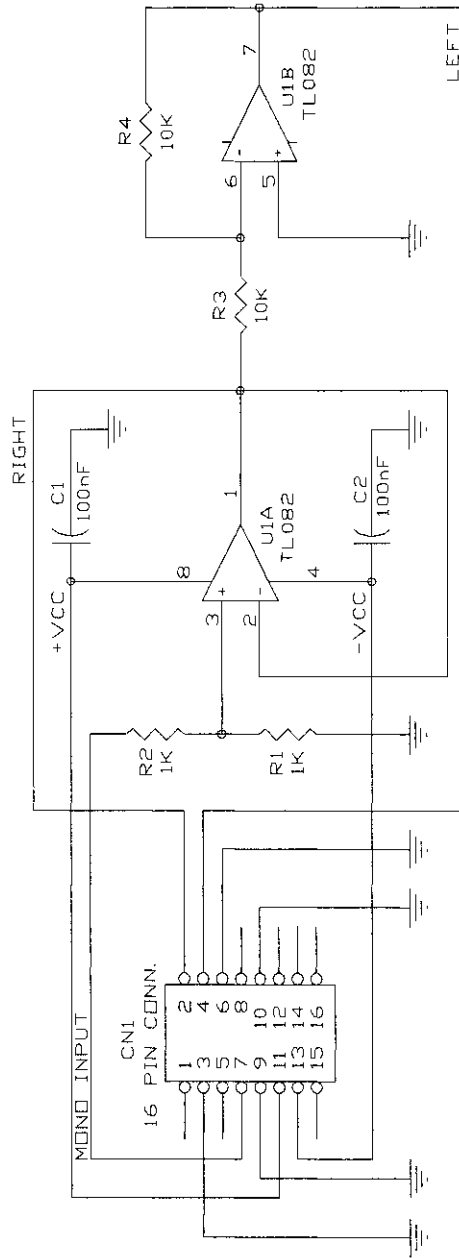 MONO INPUT
CN1
16 PIN CONN.
1 2
3 4
5 6
7 8
9 10
11 12
13 14
15 16
+VCC
-VCC
R2
1K
R1
1K
C1
100nF
C2
100nF
RIGHT
3
2
8
4
1
U1A
TL082
R3
10K
R4
10K
6
5
7
U1B
TL082
LEFT